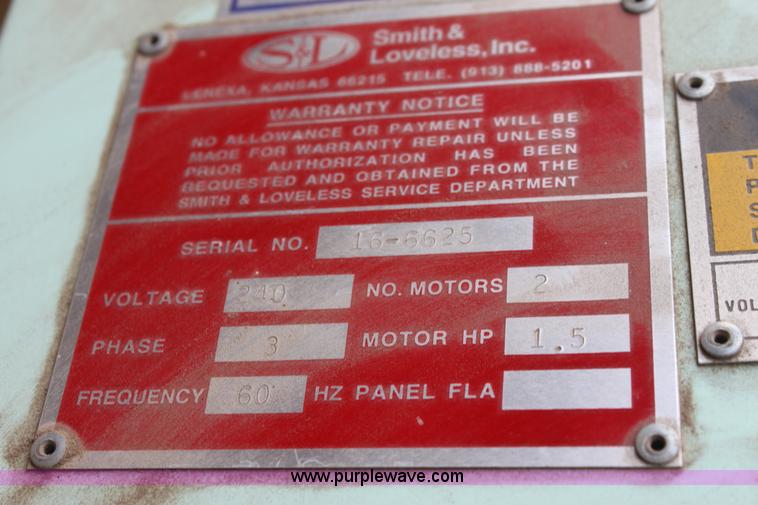 S&L
Smith &
Loveless, Inc.
LENEXA, KANSAS 66215 TELE. (913) 888-5201
WARRANTY NOTICE
NO ALLOWANCE OR PAYMENT WILL BE
MADE FOR WARRANTY REPAIR UNLESS
PRIOR AUTHORIZATION HAS BEEN
REQUESTED AND OBTAINED FROM THE
SMITH & LOVELESS SERVICE DEPARTMENT
SERIAL NO. 16-6625
VOLTAGE 240 NO. MOTORS 2
PHASE 3 MOTOR HP 1.5
FREQUENCY 60 HZ PANEL FLA
VOL
www.purplewave.com